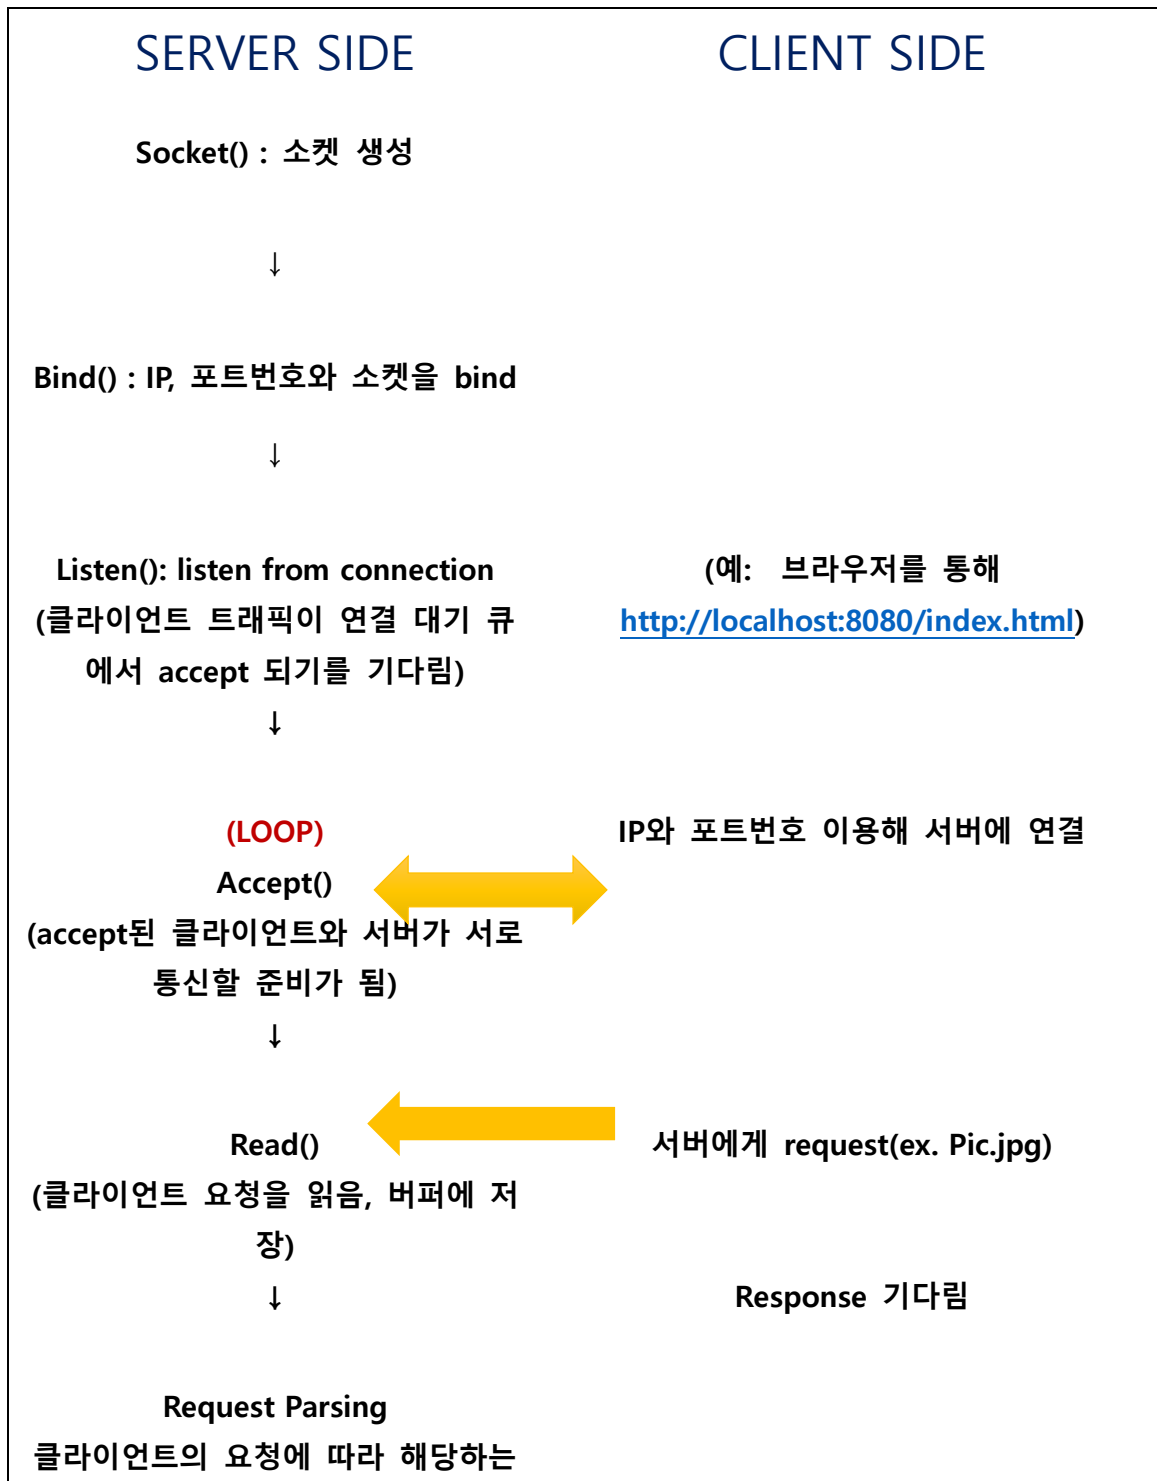 SERVER SIDE
CLIENT SIDE
Socket() : 소켓 생성
↓
Bind() : IP, 포트번호와 소켓을 bind
↓
Listen(): listen from connection
(클라이언트 트래픽이 연결 대기 큐
에서 accept 되기를 기다림)
↓
(예: 브라우저를 통해
http://localhost:8080/index.html)
(LOOP)
Accept()
(accept된 클라이언트와 서버가 서로
통신할 준비가 됨)
↓
IP와 포트번호 이용해 서버에 연결
Read()
(클라이언트 요청을 읽음, 버퍼에 저
장)
↓
서버에게 request(ex. Pic.jpg)
Response 기다림
Request Parsing
클라이언트의 요청에 따라 해당하는